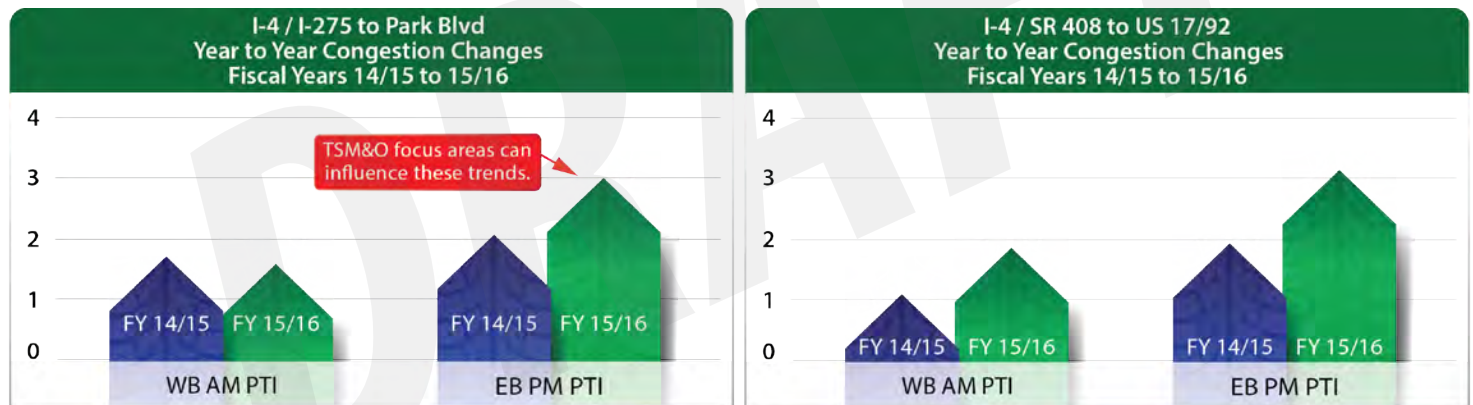 I-4 / I-275 to Park Blvd
Year to Year Congestion Changes
Fiscal Years 14/15 to 15/16
4
3
2
1
0
TSM&O focus areas can
influence these trends.
FY 14/15
FY 15/16
FY 14/15
FY 15/16
WB AM PTI
EB PM PTI
I-4 / SR 408 to US 17/92
Year to Year Congestion Changes
Fiscal Years 14/15 to 15/16
4
3
2
1
0
FY 14/15
FY 15/16
FY 14/15
FY 15/16
WB AM PTI
EB PM PTI
DRAFT